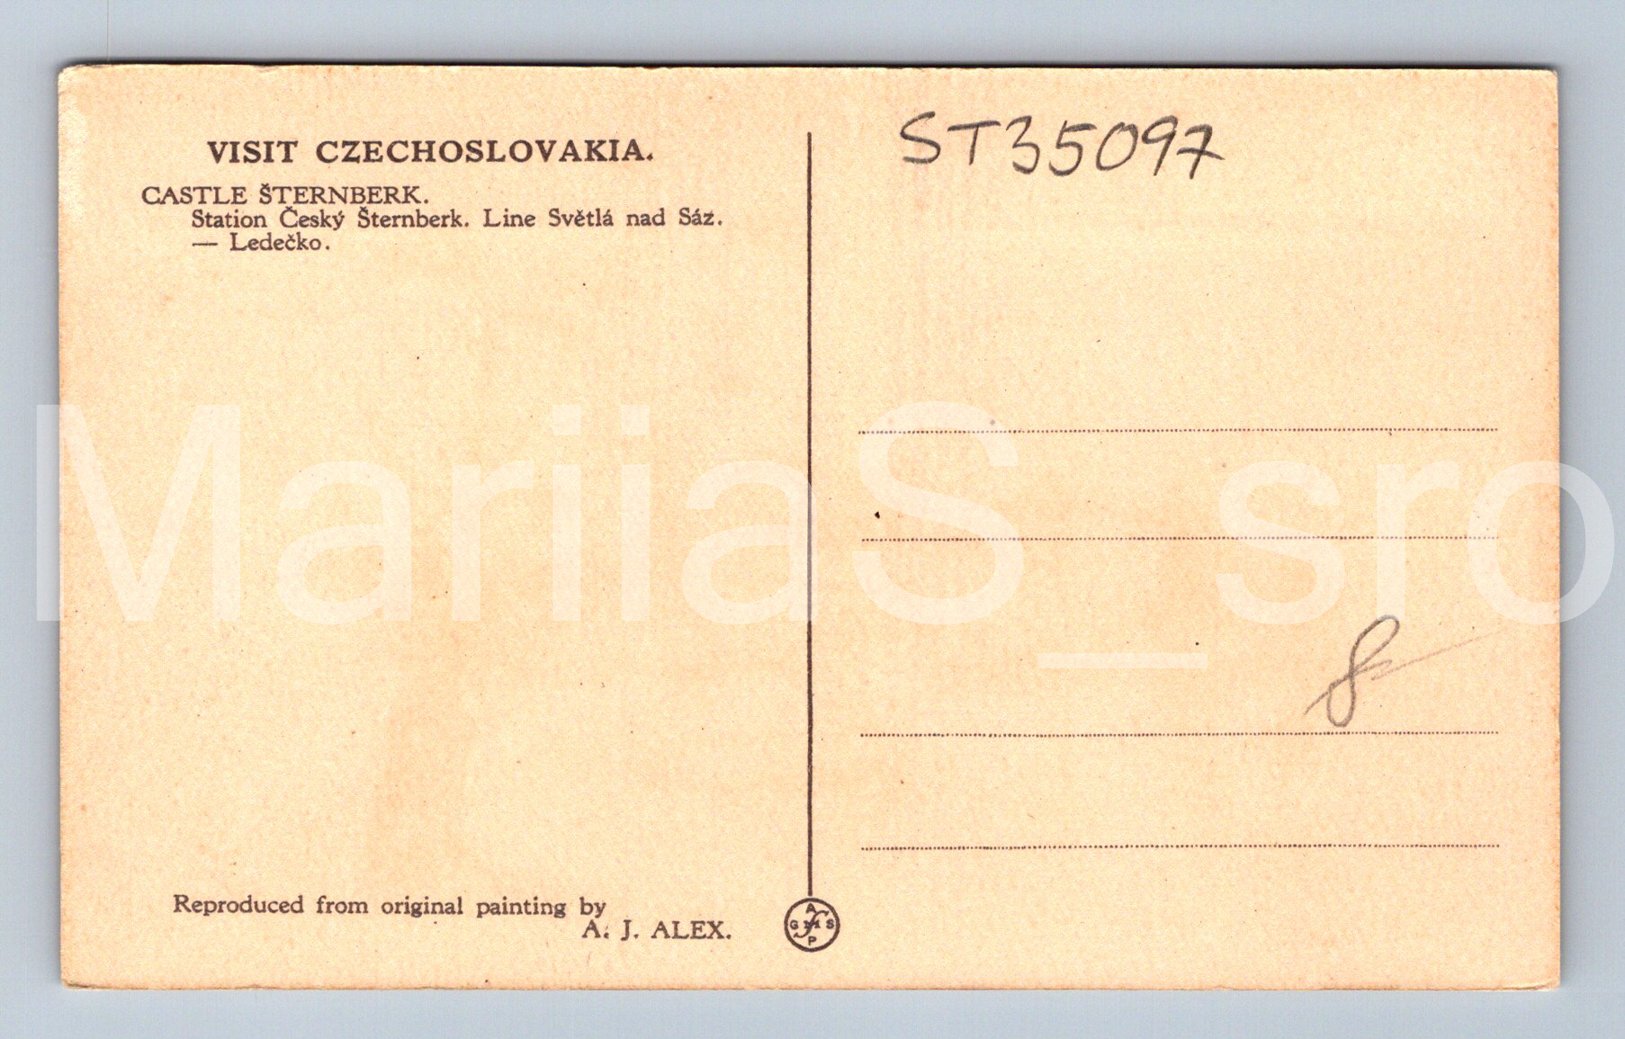 VISIT CZECHOSLOVAKIA.
CASTLE ŠTERNBERK.
Station Český Šternberk. Line Světlá nad Sáz.
— Ledečko.
ST35097
MariiaS_sro
8
Reproduced from original painting by
A. J. ALEX.